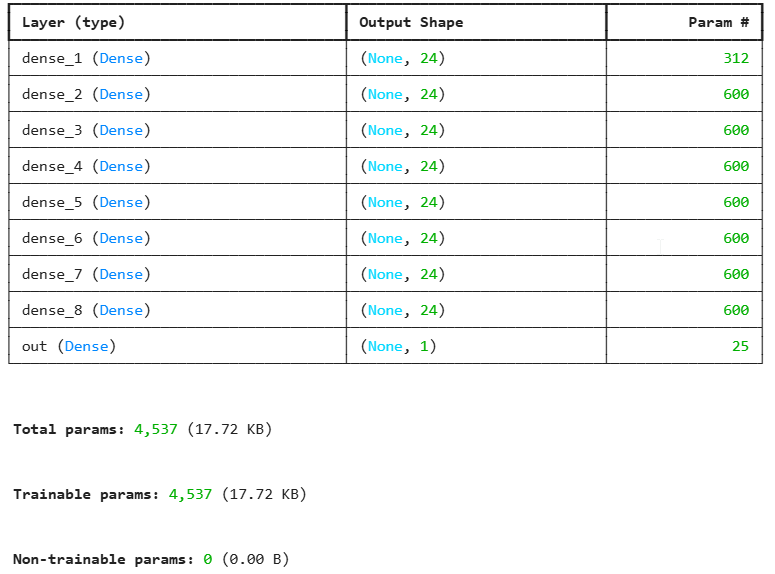 Layer (type) Output Shape Param #
dense_1 (Dense) (None, 24) 312
dense_2 (Dense) (None, 24) 600
dense_3 (Dense) (None, 24) 600
dense_4 (Dense) (None, 24) 600
dense_5 (Dense) (None, 24) 600
dense_6 (Dense) (None, 24) 600
dense_7 (Dense) (None, 24) 600
dense_8 (Dense) (None, 24) 600
out (Dense) (None, 1) 25
Total params: 4,537 (17.72 KB)
Trainable params: 4,537 (17.72 KB)
Non-trainable params: 0 (0.00 B)